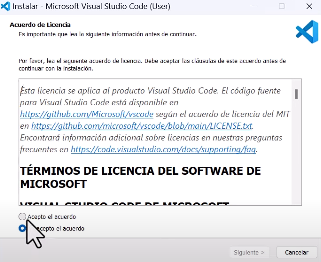 Instalar - Microsoft Visual Studio Code (User)
Acuerdo de Licencia
Es importante que lea la siguiente información antes de continuar.
Por favor, lea el siguiente acuerdo de licencia. Debe aceptar las cláusulas de este acuerdo antes
de continuar con la instalación.
Esta licencia se aplica al producto Visual Studio Code. El código fuente
para Visual Studio Code está disponible en
https://github.com/Microsoft/vscode según el acuerdo de licencia del MIT
en https://github.com/microsoft/vscode/blob/main/LICENSE.txt.
Encontrará información adicional sobre licencias en nuestras preguntas
frecuentes en https://code.visualstudio.com/docs/supporting/faq.
TÉRMINOS DE LICENCIA DEL SOFTWARE DE
MICROSOFT
VISUAL STUDIO CODE DE MICROSOFT
Acepto el acuerdo
acepto el acuerdo
Siguiente >
Cancelar